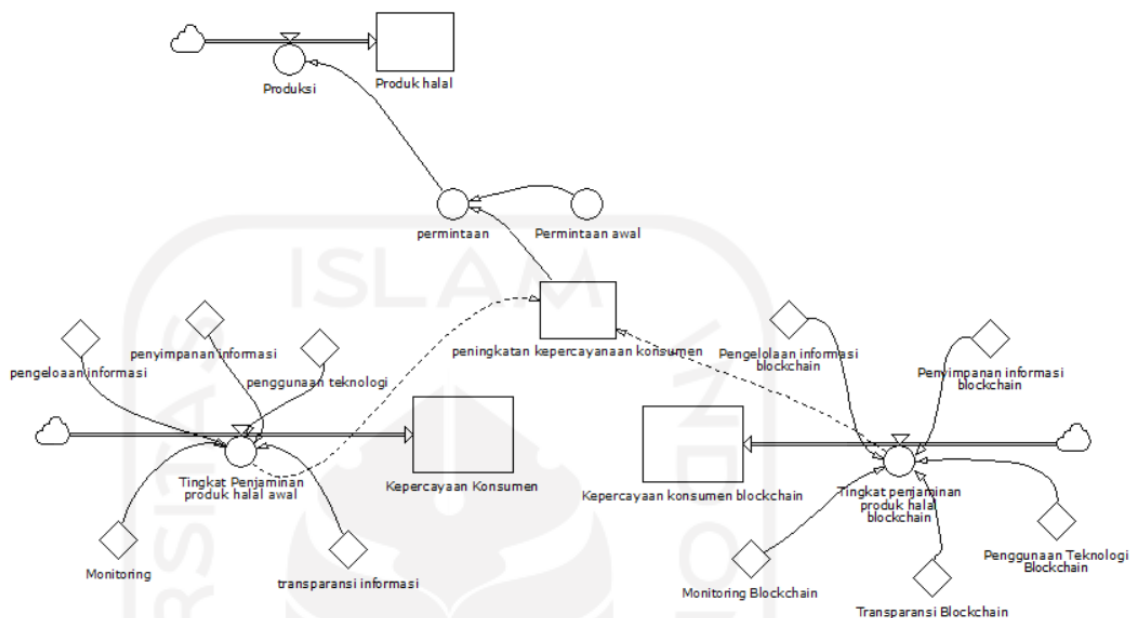 Produk halal
Produksi
permintaan
Permintaan awal
ISLAM
penyimpanan informasi
pengeloaan informasi
penggunaan teknologi
peningkatan kepercayanaan konsumen
Pengelolaan informasi
blockchain
Penyimpanan informasi
blockchain
Tingkat Penjaminan
produk halal awal
Kepercayaan Konsumen
Kepercayaan konsumen blockchain
Tingkat penjaminan
produk halal
blockchain
Monitoring
transparansi informasi
Monitoring Blockchain
Transparansi Blockchain
Penggunaan Teknologi
Blockchain